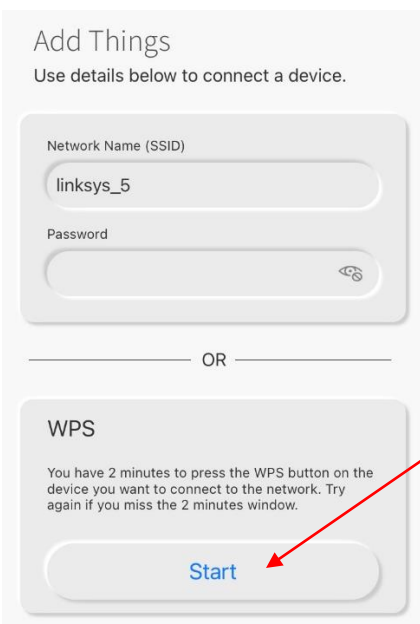 Add Things
Use details below to connect a device.
Network Name (SSID)
linksys_5
Password
OR
WPS
You have 2 minutes to press the WPS button on the
device you want to connect to the network. Try
again if you miss the 2 minutes window.
Start